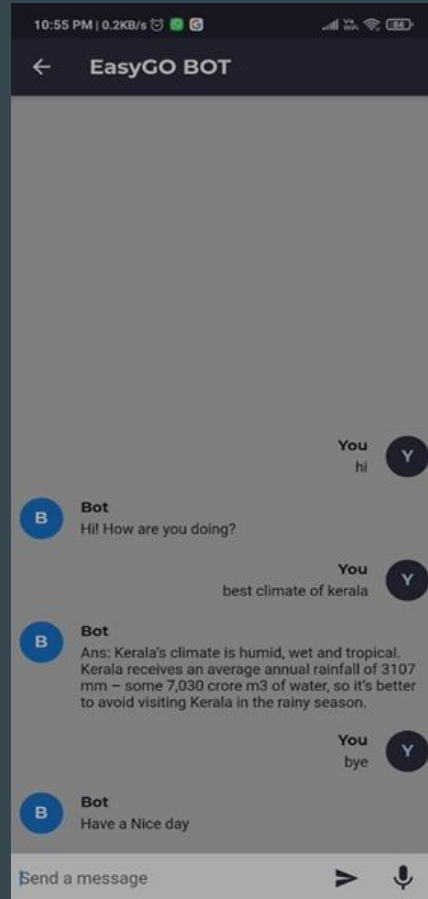 10:55 PM | 0.2KB/s
84
EasyGO BOT
You
Y
hi
B
Bot
Hi! How are you doing?
You
Y
best climate of kerala
B
Bot
Ans: Kerala's climate is humid, wet and tropical.
Kerala receives an average annual rainfall of 3107
mm – some 7,030 crore m3 of water, so it's better
to avoid visiting Kerala in the rainy season.
You
Y
bye
B
Bot
Have a Nice day
Send a message